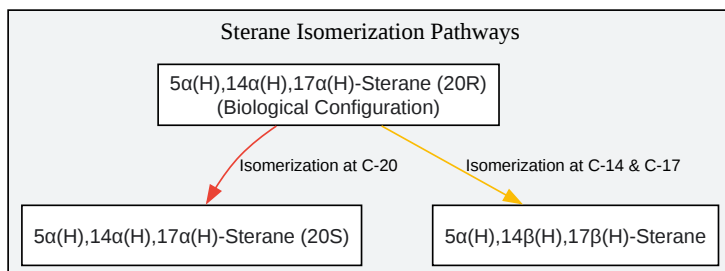 Sterane Isomerization Pathways
5α(H),14α(H),17α(H)-Sterane (20R)
(Biological Configuration)
Isomerization at C-20
Isomerization at C-14 & C-17
5α(H),14α(H),17α(H)-Sterane (20S)
5α(H),14β(H),17β(H)-Sterane